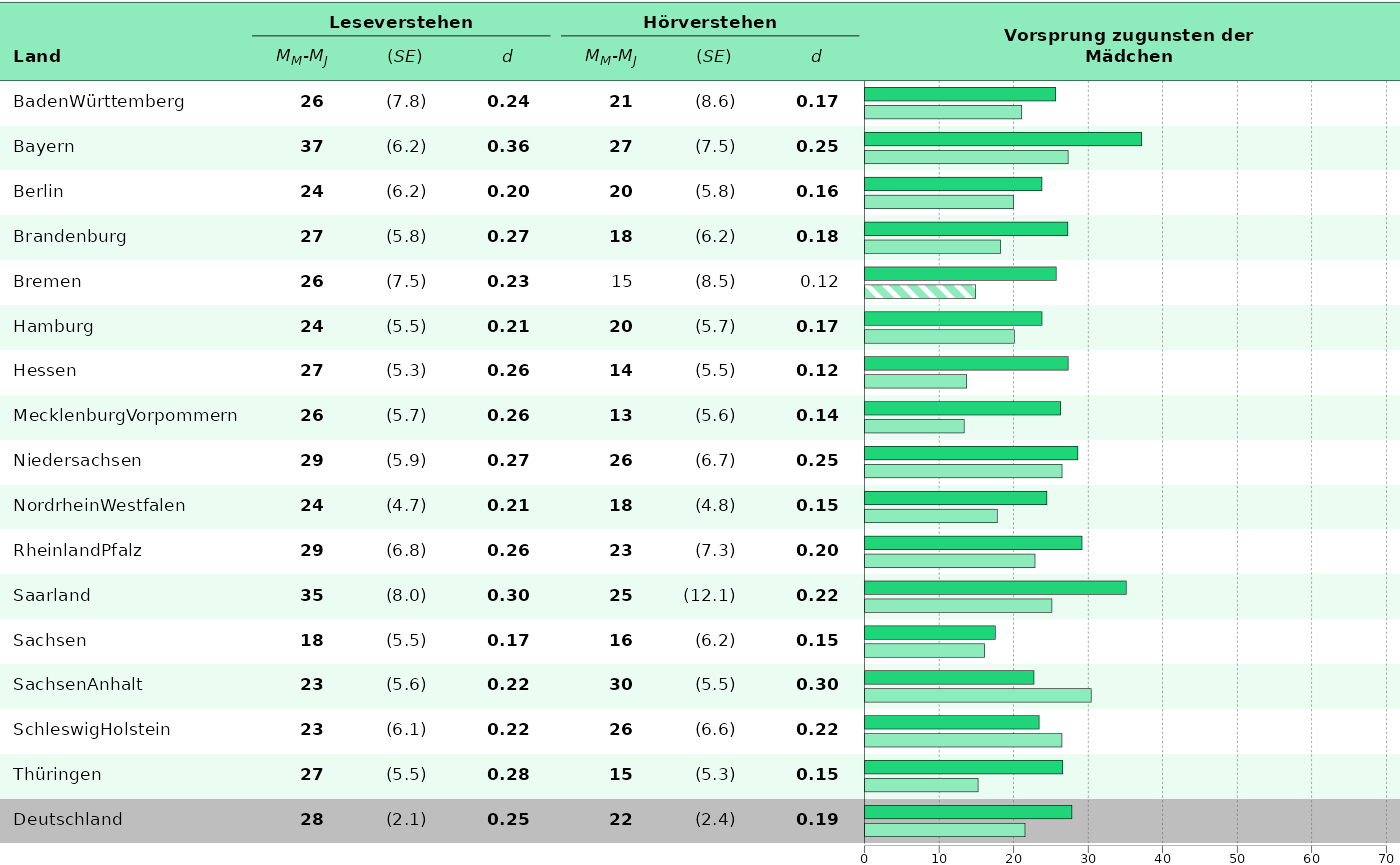 Leseverstehen Hörverstehen Vorsprung zugunsten der
Mädchen
Land M_M-M_J (SE) d M_M-M_J (SE) d
BadenWürttemberg 26 (7.8) 0.24 21 (8.6) 0.17
Bayern 37 (6.2) 0.36 27 (7.5) 0.25
Berlin 24 (6.2) 0.20 20 (5.8) 0.16
Brandenburg 27 (5.8) 0.27 18 (6.2) 0.18
Bremen 26 (7.5) 0.23 15 (8.5) 0.12
Hamburg 24 (5.5) 0.21 20 (5.7) 0.17
Hessen 27 (5.3) 0.26 14 (5.5) 0.12
MecklenburgVorpommern 26 (5.7) 0.26 13 (5.6) 0.14
Niedersachsen 29 (5.9) 0.27 26 (6.7) 0.25
NordrheinWestfalen 24 (4.7) 0.21 18 (4.8) 0.15
RheinlandPfalz 29 (6.8) 0.26 23 (7.3) 0.20
Saarland 35 (8.0) 0.30 25 (12.1) 0.22
Sachsen 18 (5.5) 0.17 16 (6.2) 0.15
SachsenAnhalt 23 (5.6) 0.22 30 (5.5) 0.30
SchleswigHolstein 23 (6.1) 0.22 26 (6.6) 0.22
Thüringen 27 (5.5) 0.28 15 (5.3) 0.15
Deutschland 28 (2.1) 0.25 22 (2.4) 0.19
0 10 20 30 40 50 60 70